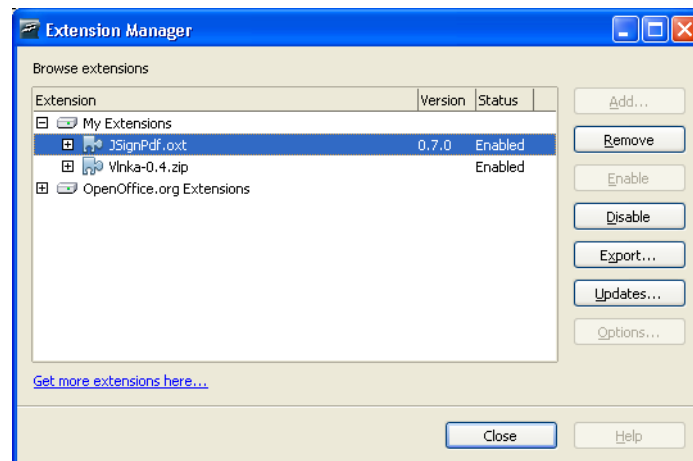 Extension Manager
Browse extensions
Extension Version Status
My Extensions
JSignPdf.oxt 0.7.0 Enabled
Vlnka-0.4.zip Enabled
OpenOffice.org Extensions
Add...
Remove
Enable
Disable
Export...
Updates...
Options...
Get more extensions here...
Close Help